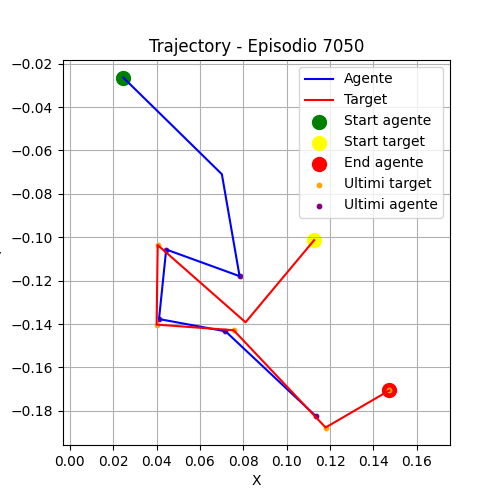 Trajectory - Episodio 7050
−0.02
−0.04
−0.06
−0.08
−0.10
−0.12
−0.14
−0.16
−0.18
Agente
Target
Start agente
Start target
End agente
Ultimi target
Ultimi agente
0.00 0.02 0.04 0.06 0.08 0.10 0.12 0.14 0.16
X